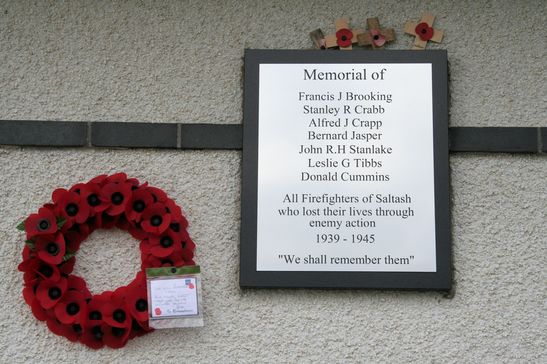 Memorial of
Francis J Brooking
Stanley R Crabb
Alfred J Crapp
Bernard Jasper
John R.H Stanlake
Leslie G Tibbs
Donald Cummins
All Firefighters of Saltash
who lost their lives through
enemy action
1939 - 1945
"We shall remember them"